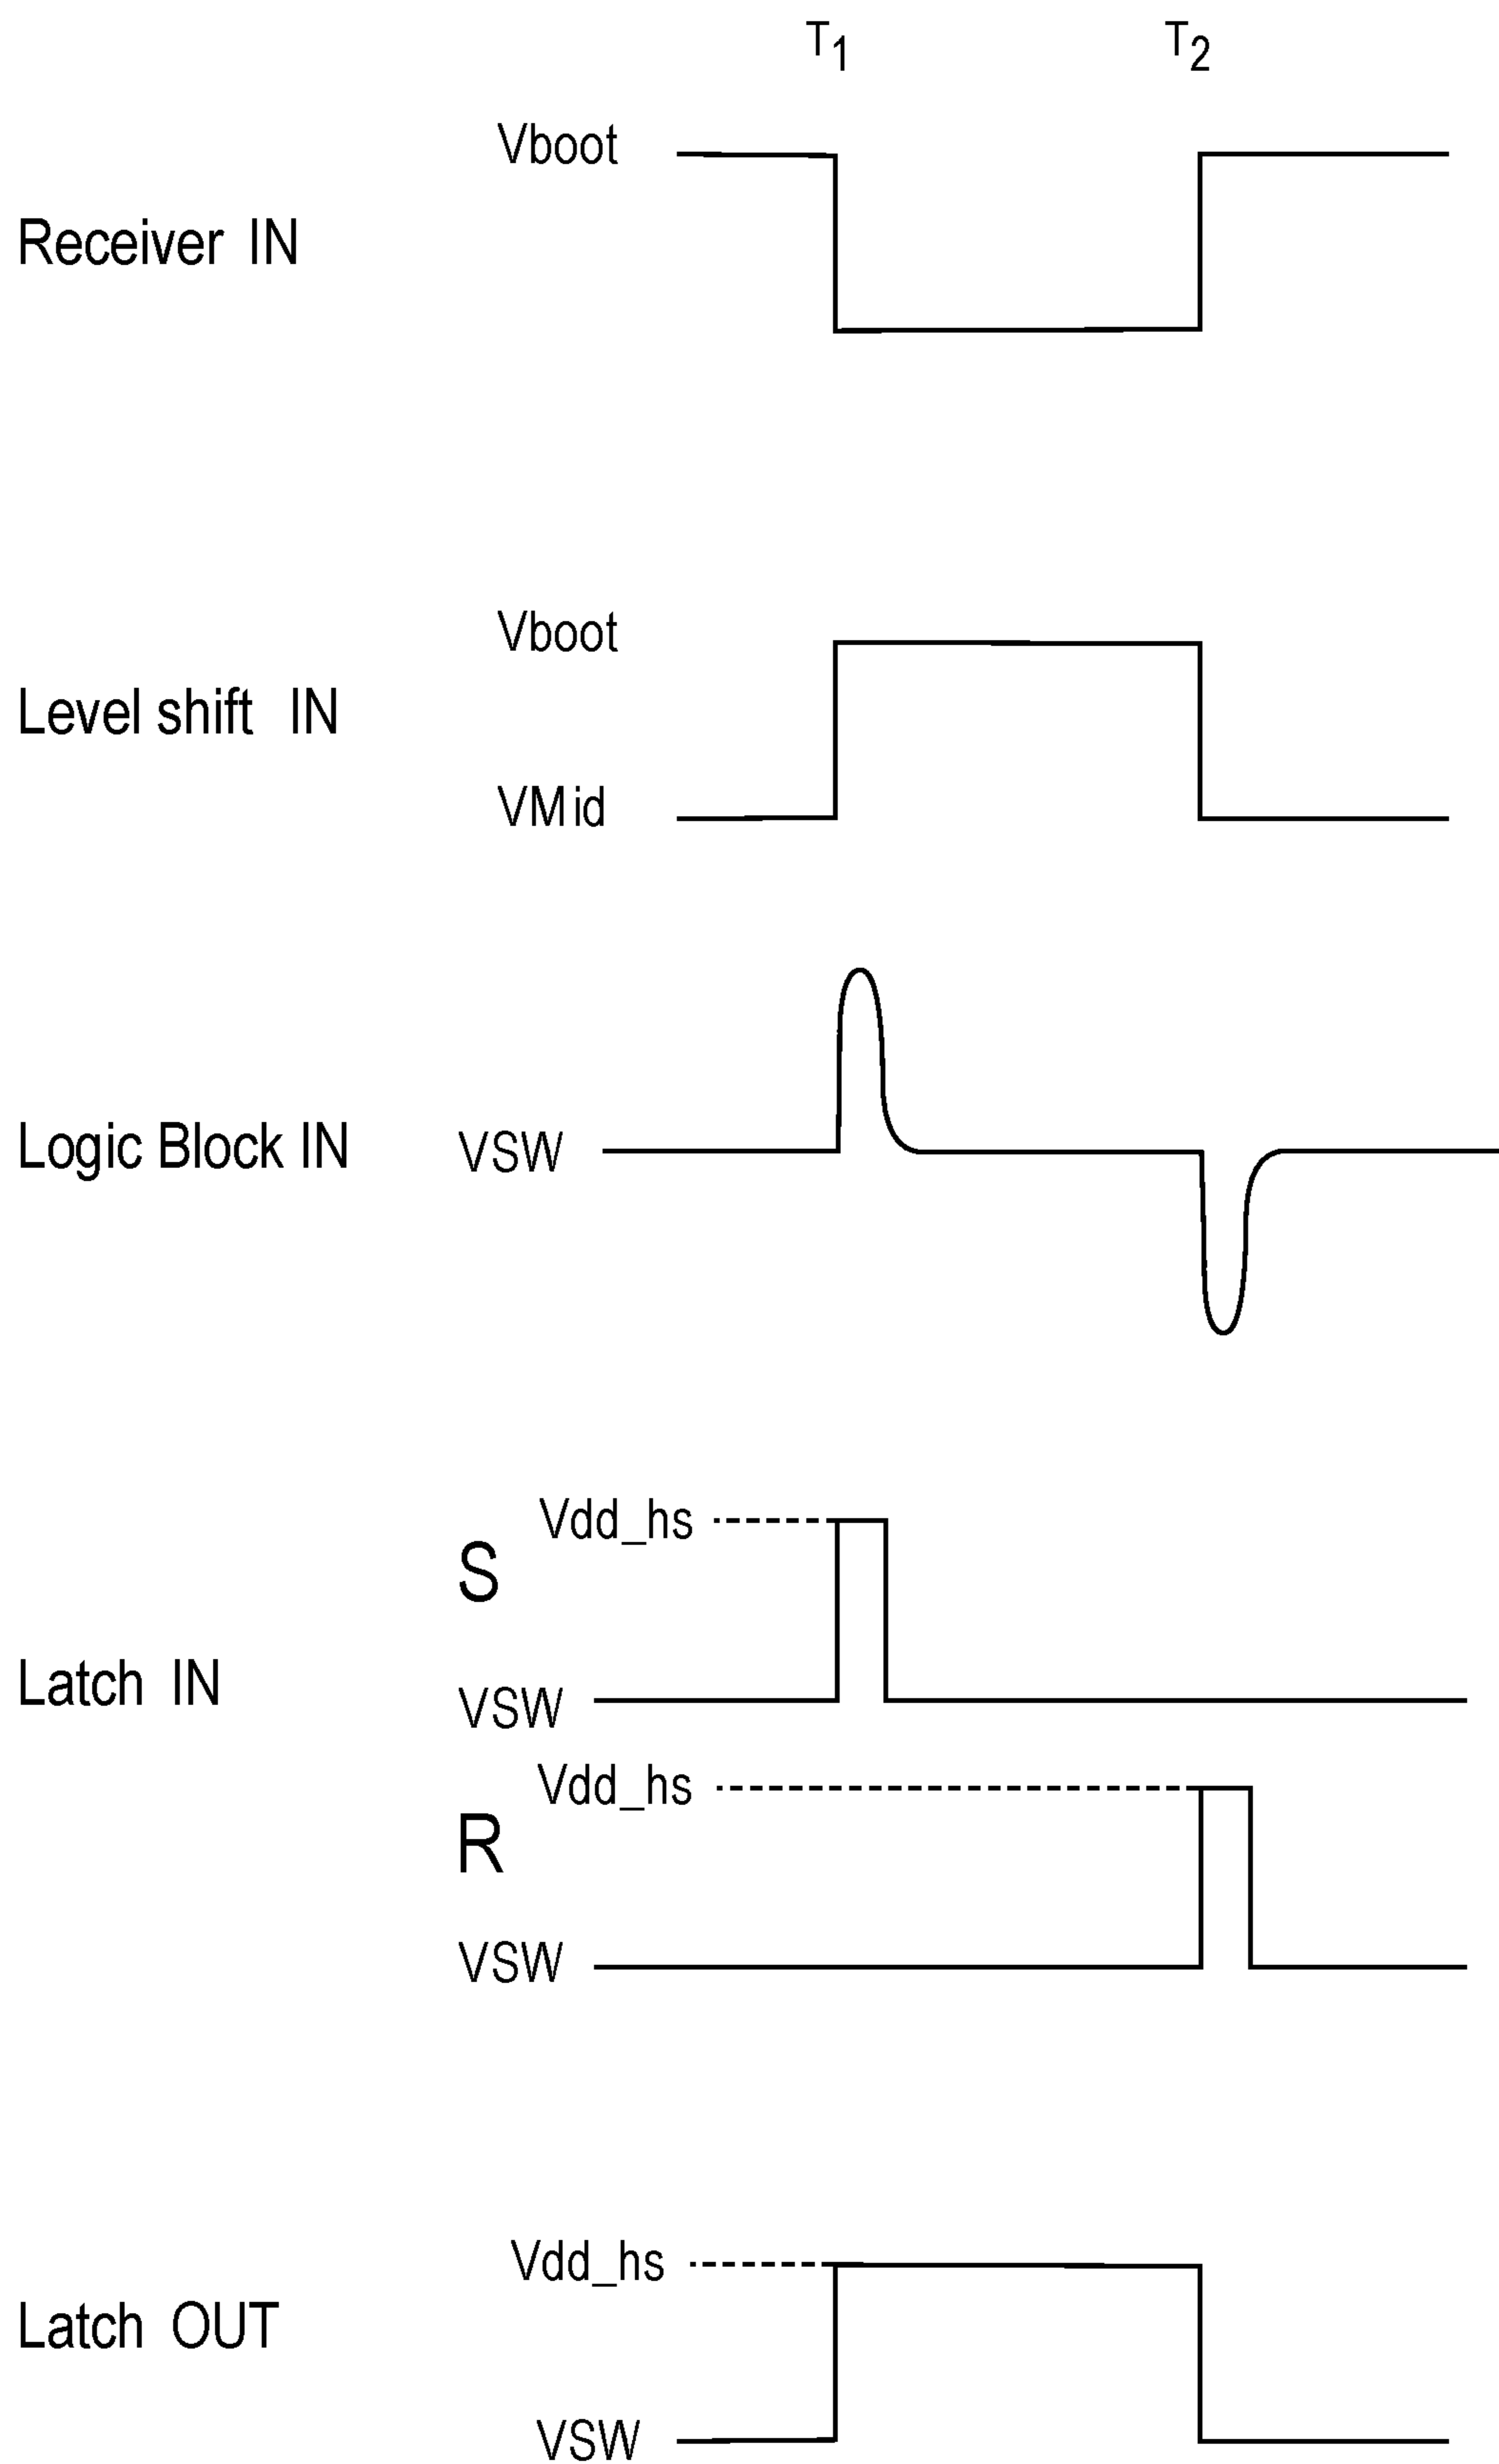 T1 T2
Vboot
Receiver IN
Vboot
Level shift IN
VMid
Logic Block IN VSW
Vdd_hs
S
Latch IN
VSW
Vdd_hs
R
VSW
Vdd_hs
Latch OUT
VSW